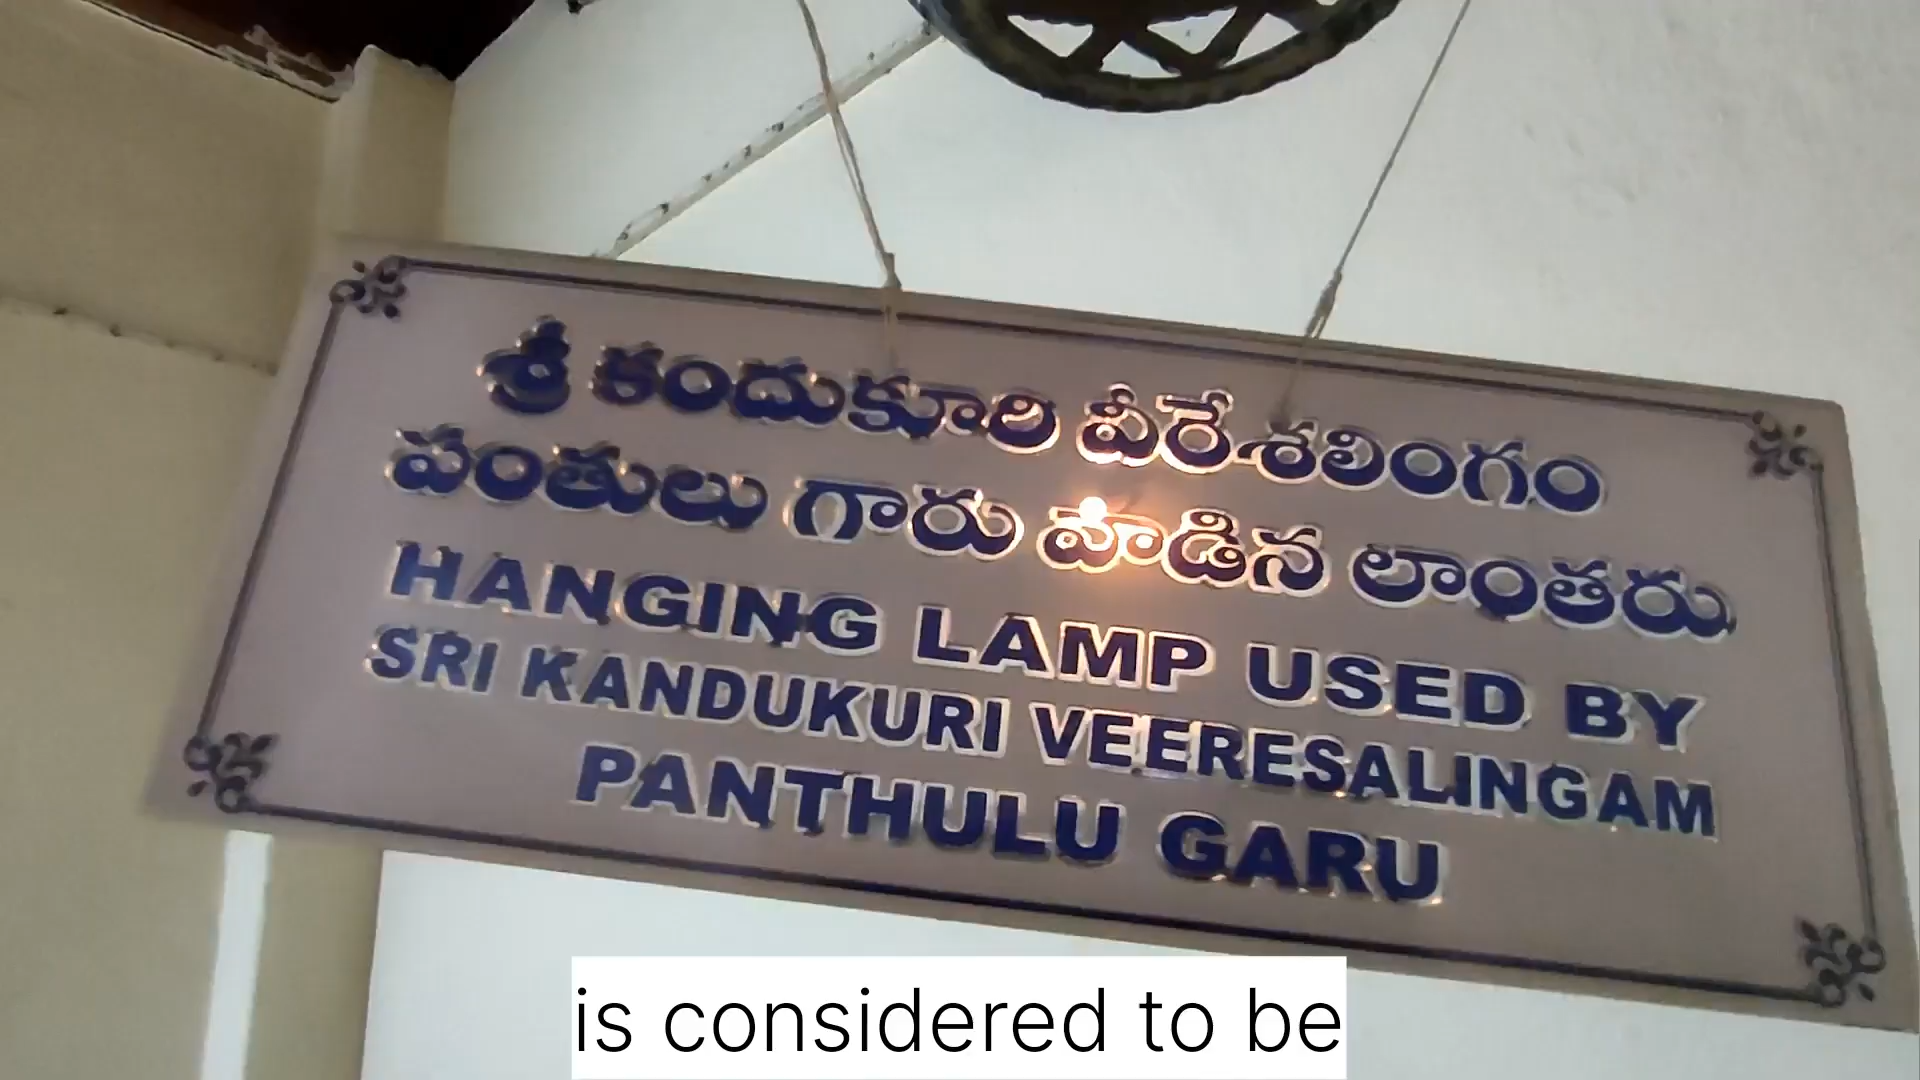 శ్రీ కందుకూరి వీరేశలింగం
పంతులు గారు వాడిన లాంతరు
HANGING LAMP USED BY
SRI KANDUKURI VEERESALINGAM
PANTHULU GARU
is considered to be